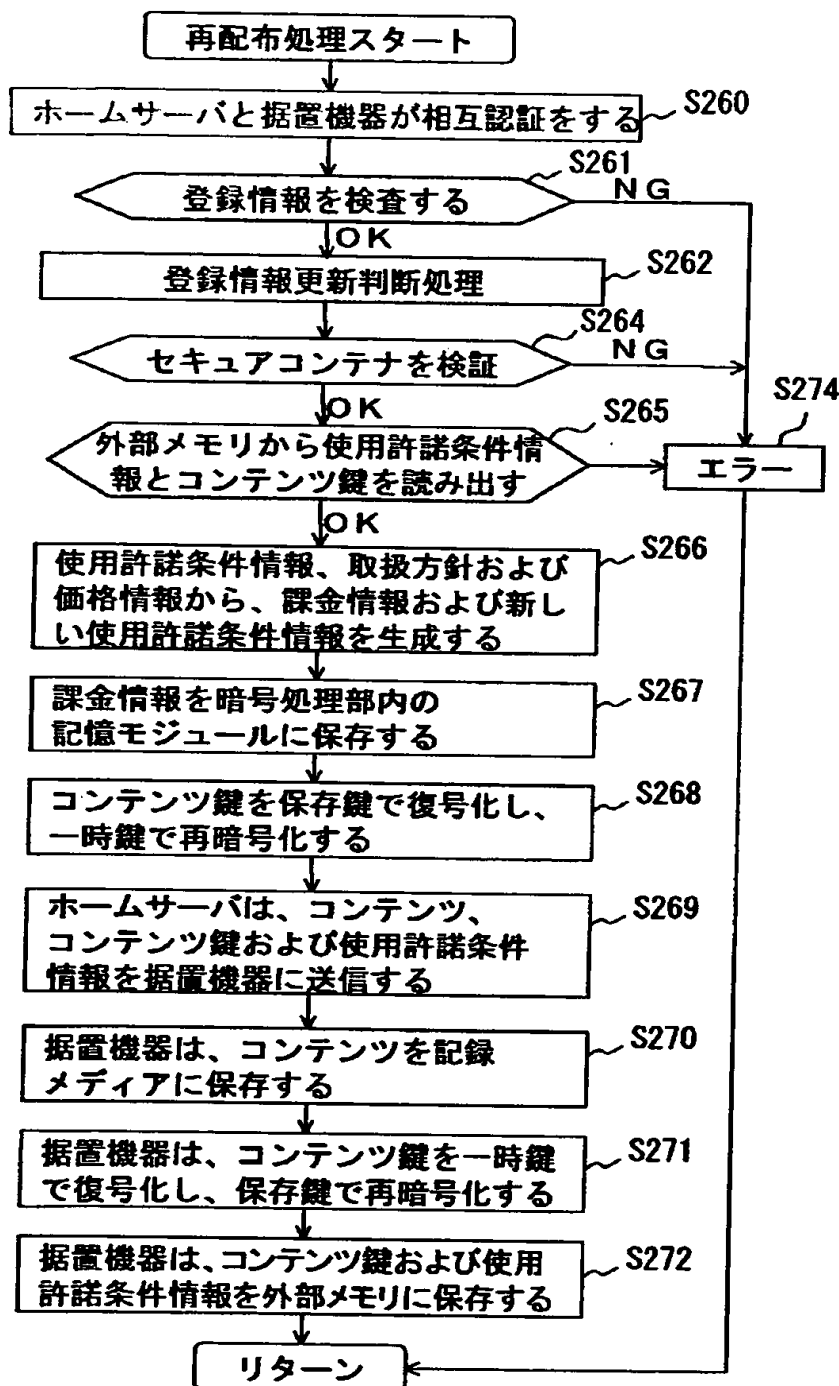 再配布処理スタート
ホームサーバと据置機器が相互認証をする
S260
S261
登録情報を検査する
NG
OK
登録情報更新判断処理
S262
S264
セキュアコンテナを検証
NG
OK
S265
S274
外部メモリから使用許諾条件情
報とコンテンツ鍵を読み出す
エラー
OK
S266
使用許諾条件情報、取扱方針および
価格情報から、課金情報および新し
い使用許諾条件情報を生成する
S267
課金情報を暗号処理部内の
記憶モジュールに保存する
S268
コンテンツ鍵を保存鍵で復号化し、
一時鍵で再暗号化する
S269
ホームサーバは、コンテンツ、
コンテンツ鍵および使用許諾条件
情報を据置機器に送信する
S270
据置機器は、コンテンツを記録
メディアに保存する
S271
据置機器は、コンテンツ鍵を一時鍵
で復号化し、保存鍵で再暗号化する
S272
据置機器は、コンテンツ鍵および使用
許諾条件情報を外部メモリに保存する
リターン